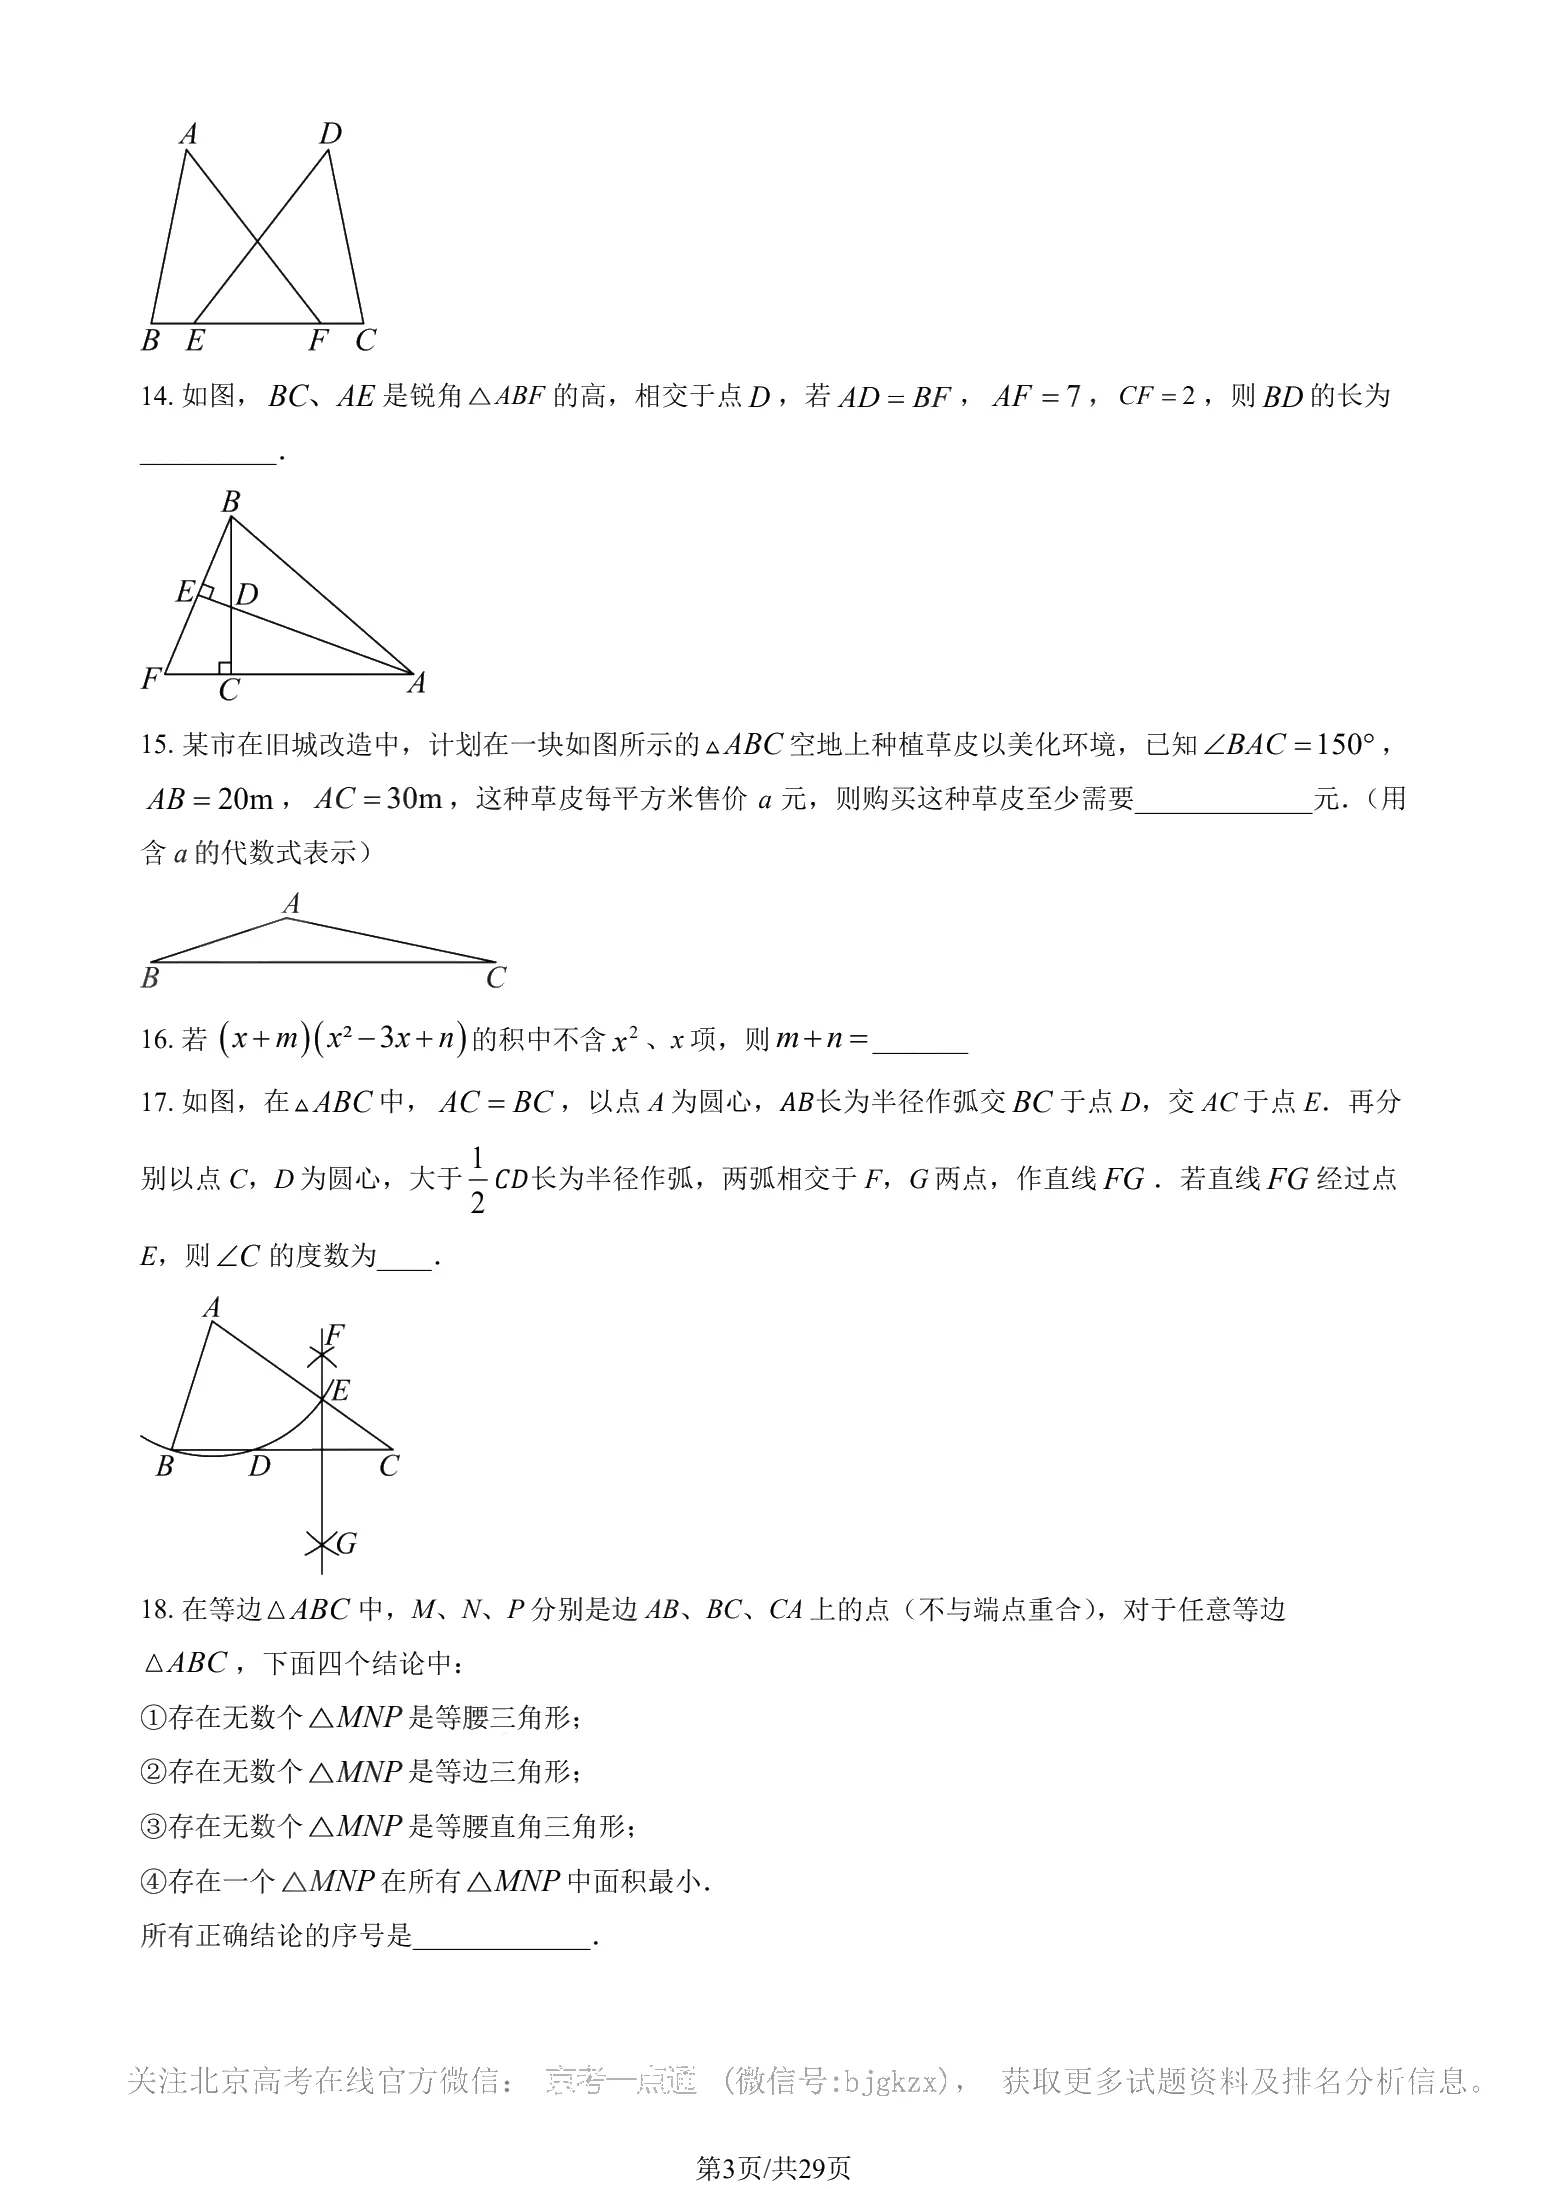 A D
B E F C
14. 如图，BC、AE 是锐角△ABF 的高，相交于点 D，若 AD = BF，AF = 7，CF = 2，则 BD 的长为
__________．
B
E D
F C A
15. 某市在旧城改造中，计划在一块如图所示的△ABC 空地上种植草皮以美化环境，已知∠BAC =150°，
AB = 20m，AC = 30m，这种草皮每平方米售价 a 元，则购买这种草皮至少需要_____________元．（用
含 a 的代数式表示）
A
B C
16. 若 (x+m)(x²−3x+n)的积中不含 x²、x 项，则 m+n = _______
17. 如图，在△ABC 中，AC = BC，以点 A 为圆心，AB长为半径作弧交 BC 于点 D，交 AC 于点 E．再分
别以点 C，D 为圆心，大于 1/2 CD长为半径作弧，两弧相交于 F，G 两点，作直线 FG．若直线 FG 经过点
E，则∠C 的度数为____．
A
F
E
B D C
G
18. 在等边△ABC 中，M、N、P 分别是边 AB、BC、CA 上的点（不与端点重合），对于任意等边
△ABC，下面四个结论中：
①存在无数个△MNP 是等腰三角形；
②存在无数个△MNP 是等边三角形；
③存在无数个△MNP 是等腰直角三角形；
④存在一个△MNP 在所有△MNP 中面积最小．
所有正确结论的序号是_____________．
关注北京高考在线官方微信： 京考一点通 (微信号:bjgkzx)， 获取更多试题资料及排名分析信息。
第3页/共29页